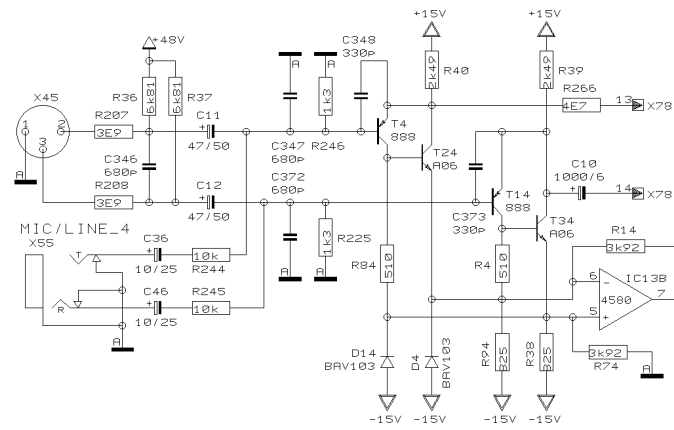 +15V
+15V
C348
330p
+48V
A
A
R40
2k49
R39
2k49
R266
4E7
13
X78
X45
R207
3E9
R36
6k81
6k81
R37
C11
+
47/50
1k3
T4
888
1
2
3
C346
680p
C347
680p
R246
T24
A06
A
C372
680p
C10
1000/6
+
14
X78
R208
3E9
C12
+
47/50
T14
888
C373
330p
T34
A06
MIC/LINE_4
X55
C36
+
10/25
10k
R244
1k3
R225
R84
510
R4
510
R14
3k92
T
A
A
IC13B
6
-
4580
7
5
+
C46
+
10/25
R245
10k
R
A
D14
BAV103
D4
BAV103
R94
825
R38
825
3k92
R74
A
-15V
-15V
-15V
-15V